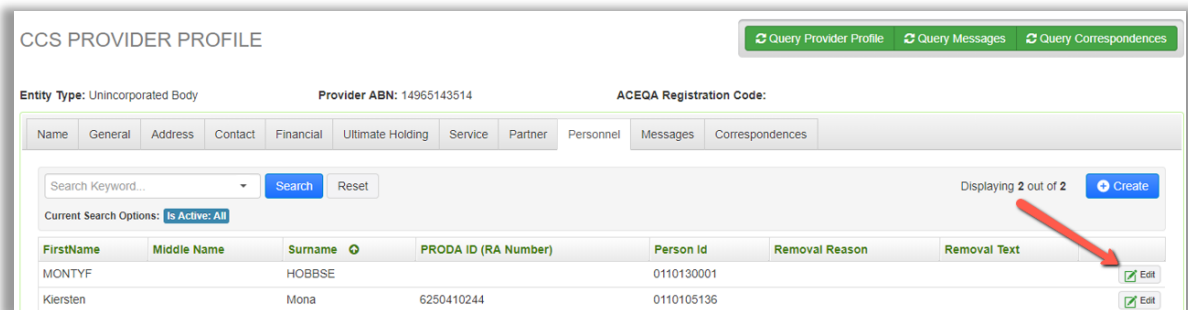 CCS PROVIDER PROFILE
Query Provider Profile Query Messages Query Correspondences
Entity Type: Unincorporated Body Provider ABN: 14965143514 ACEQA Registration Code:
Name General Address Contact Financial Ultimate Holding Service Partner Personnel Messages Correspondences
Search Keyword... Search Reset Displaying 2 out of 2 Create
Current Search Options: Is Active: All
FirstName Middle Name Surname PRODA ID (RA Number) Person Id Removal Reason Removal Text
MONTYF HOBBSE 0110130001 Edit
Kiersten Mona 6250410244 0110105136 Edit